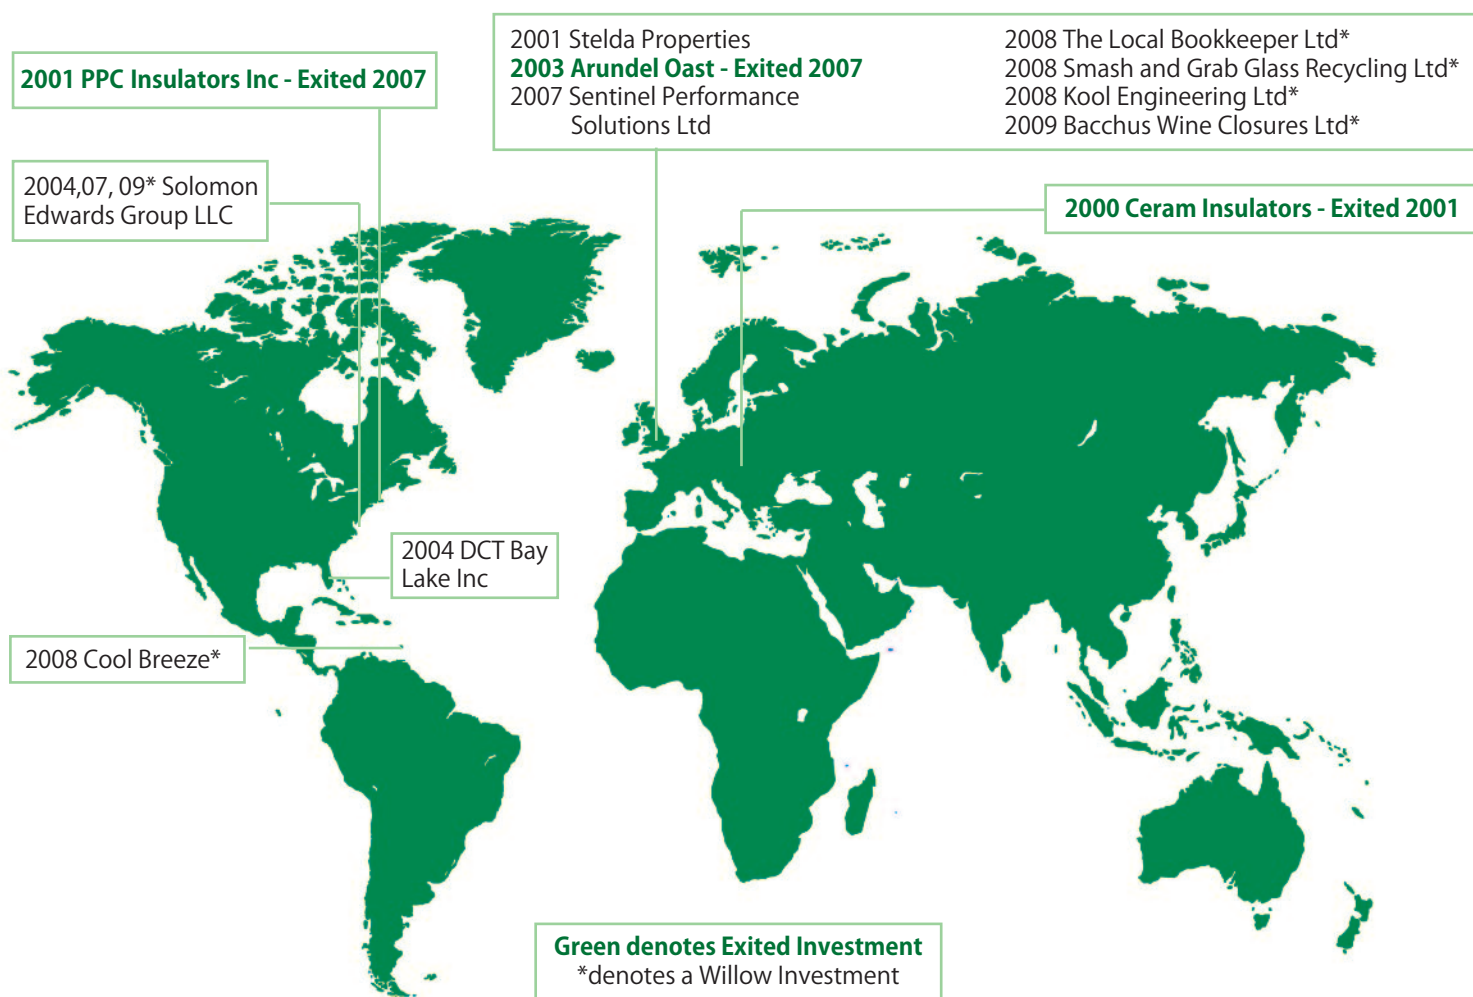 2001 PPC Insulators Inc - Exited 2007
2001 Stelda Properties
2003 Arundel Oast - Exited 2007
2007 Sentinel Performance
Solutions Ltd
2008 The Local Bookkeeper Ltd*
2008 Smash and Grab Glass Recycling Ltd*
2008 Kool Engineering Ltd*
2009 Bacchus Wine Closures Ltd*
2004,07, 09* Solomon
Edwards Group LLC
2000 Ceram Insulators - Exited 2001
2004 DCT Bay
Lake Inc
2008 Cool Breeze*
Green denotes Exited Investment
*denotes a Willow Investment